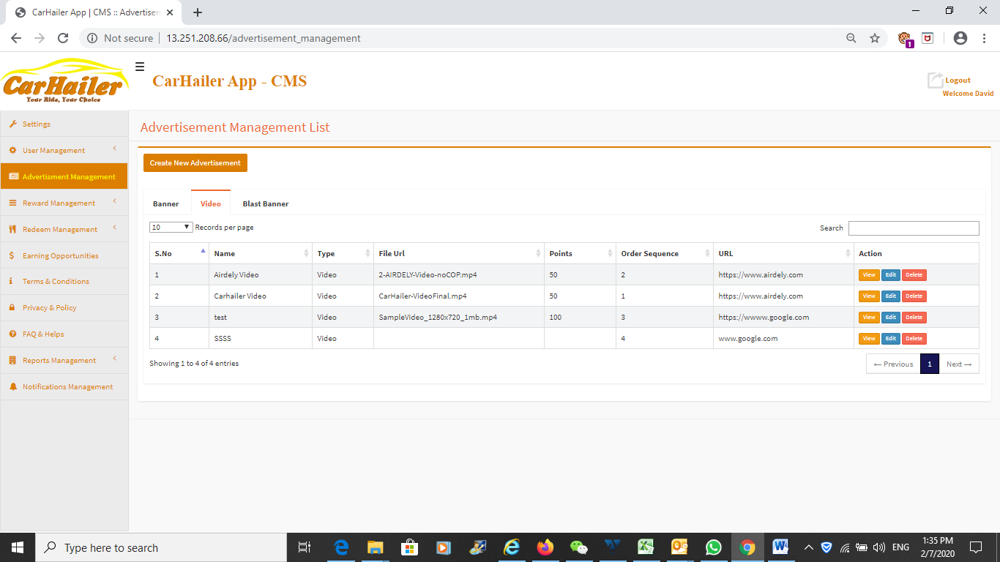 CarHailer App | CMS :: Advertisen
Not secure
13.251.208.66/advertisement_management
1
CarHailer
Your Ride, Your Choice
CarHailer App - CMS
Logout
Welcome David
Settings
User Management
Advertisment Management
Reward Management
Redeem Management
Earning Opportunities
Terms & Conditions
Privacy & Policy
FAQ & Helps
Reports Management
Notifications Management
Advertisement Management List
Create New Advertisement
Banner Video Blast Banner
10 Records per page Search
S.No Name Type File Url Points Order Sequence URL Action
1 Airdely Video Video 2-AIRDELY-Video-noCOP.mp4 50 2 https://www.airdely.com View Edit Delete
2 Carhailer Video Video CarHailer-VideoFinal.mp4 50 1 https://www.airdely.com View Edit Delete
3 test Video SampleVideo_1280x720_1mb.mp4 100 3 https://wwww.google.com View Edit Delete
4 SSSS Video 4 www.google.com View Edit Delete
Showing 1 to 4 of 4 entries
← Previous 1 Next →
Type here to search
ENG
1:35 PM
2/7/2020